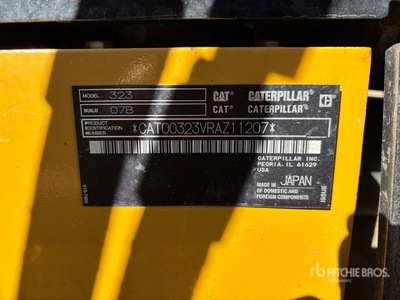 MODEL 323 CAT CATERPILLAR
BUILD 07B CAT CATERPILLAR
PRODUCT IDENTIFICATION NUMBER *CAT00323VRAZ11207*
CATERPILLAR INC.
PEORIA, IL 61629
USA
MADE IN JAPAN
OF DOMESTIC AND
FOREIGN COMPONENTS
rb RITCHIE BROS